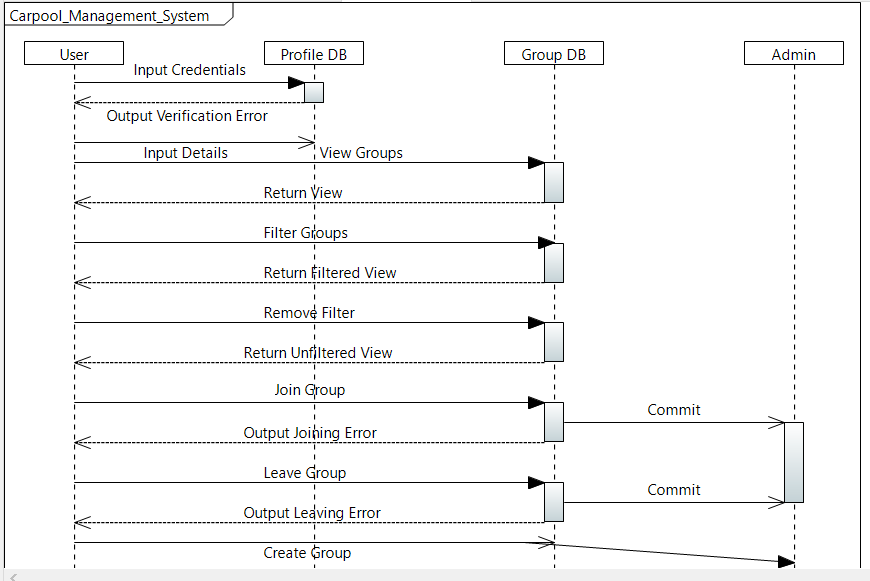 Carpool_Management_System
User
Profile DB
Group DB
Admin
Input Credentials
Output Verification Error
Input Details
View Groups
Return View
Filter Groups
Return Filtered View
Remove Filter
Return Unfiltered View
Join Group
Commit
Output Joining Error
Leave Group
Commit
Output Leaving Error
Create Group